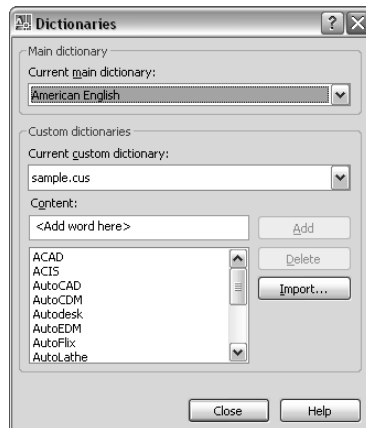 Dictionaries
Main dictionary
Current main dictionary:
American English
Custom dictionaries
Current custom dictionary:
sample.cus
Content:
<Add word here>
Add
ACAD
ACIS
AutoCAD
AutoCDM
Autodesk
AutoEDM
AutoFlix
AutoLathe
Delete
Import...
Close
Help